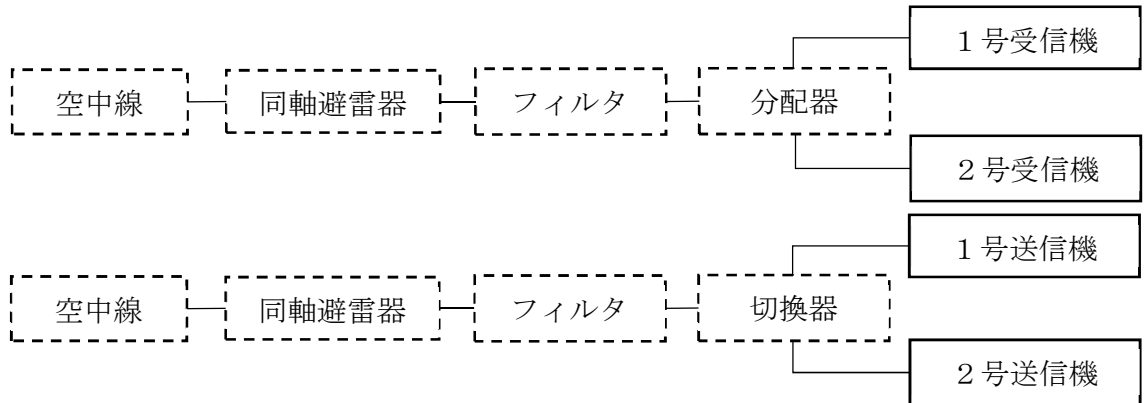 1号受信機
空中線
同軸避雷器
フィルタ
分配器
2号受信機
1号送信機
空中線
同軸避雷器
フィルタ
切換器
2号送信機